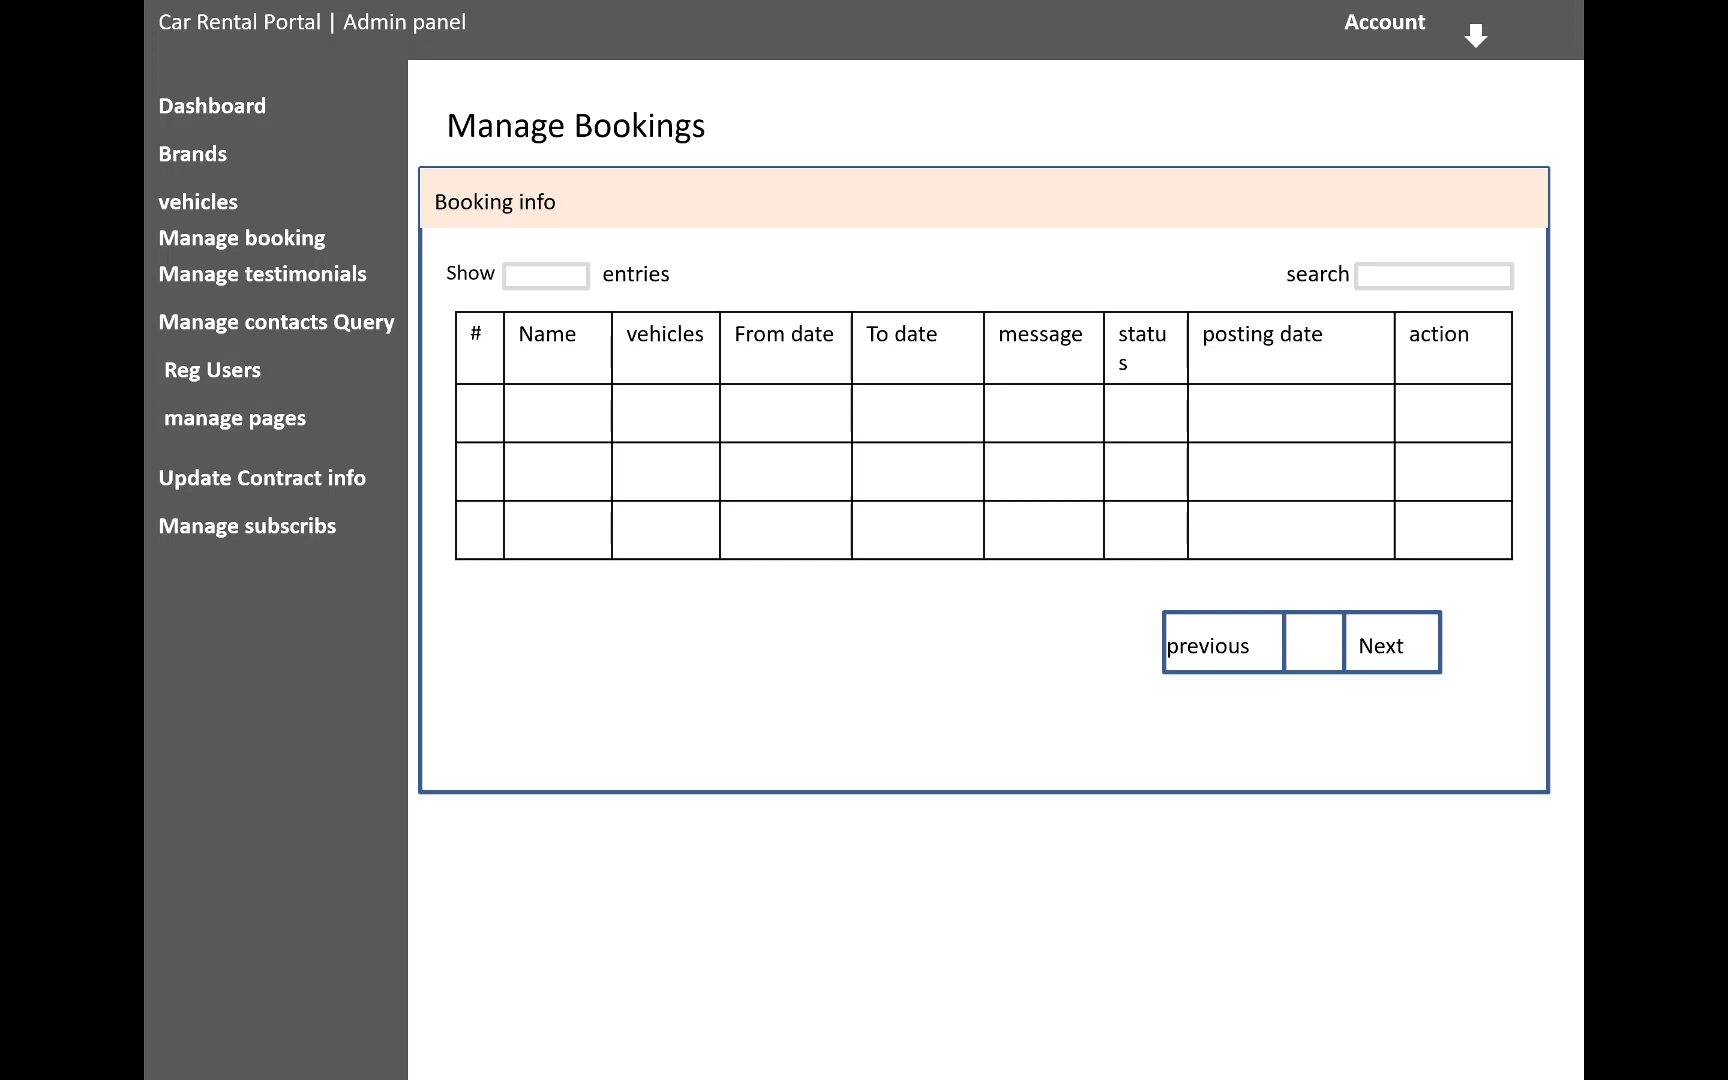 Car Rental Portal | Admin panel
Account
Dashboard
Brands
vehicles
Manage booking
Manage testimonials
Manage contacts Query
Reg Users
manage pages
Update Contract info
Manage subscribs
Manage Bookings
Booking info
Show entries search
# Name vehicles From date To date message statu posting date action
s
previous Next